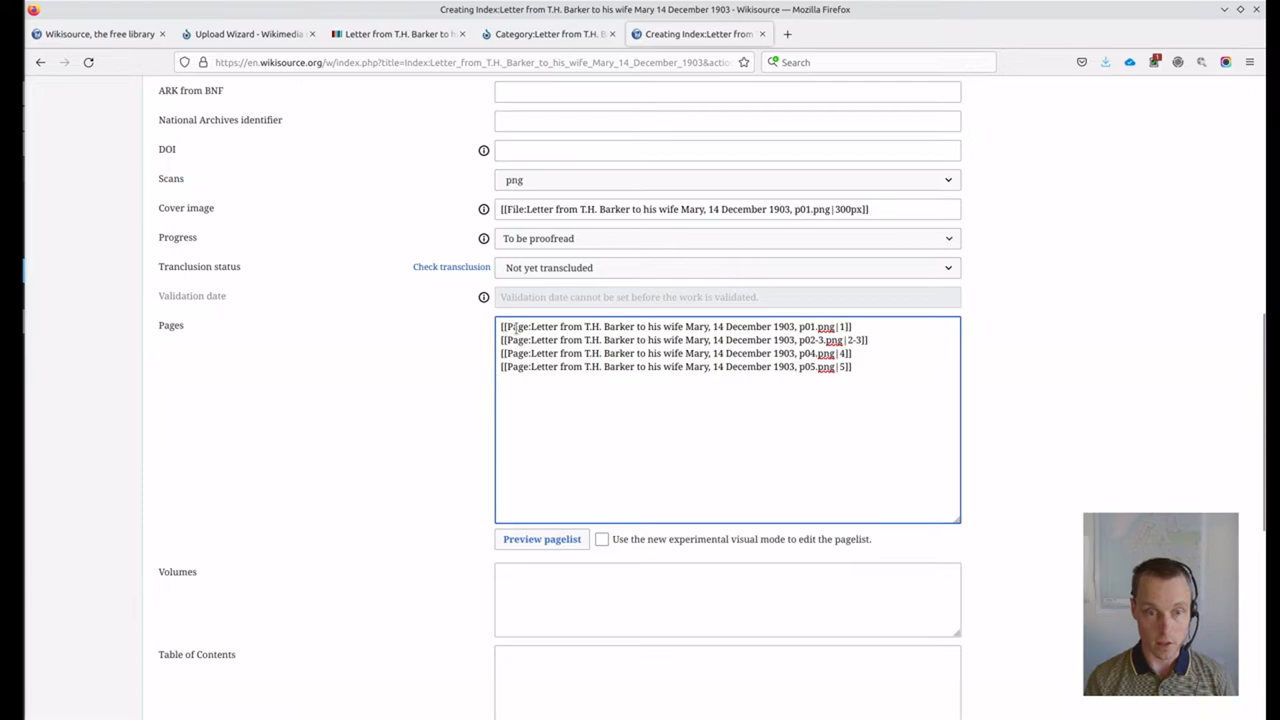 Creating Index:Letter from T.H. Barker to his wife Mary 14 December 1903 - Wikisource — Mozilla Firefox
Wikisource, the free library
Upload Wizard - Wikimedia
Letter from T.H. Barker to h
Category:Letter from T.H. B
Creating Index:Letter from
https://en.wikisource.org/w/index.php?title=Index:Letter_from_T.H._Barker_to_his_wife_Mary_14_December_1903&actio
Search
ARK from BNF
National Archives identifier
DOI
Scans
png
Cover image
[[File:Letter from T.H. Barker to his wife Mary, 14 December 1903, p01.png|300px]]
Progress
To be proofread
Tranclusion status
Check transclusion
Not yet transcluded
Validation date
Validation date cannot be set before the work is validated.
Pages
[[Page:Letter from T.H. Barker to his wife Mary, 14 December 1903, p01.png|1]]
[[Page:Letter from T.H. Barker to his wife Mary, 14 December 1903, p02-3.png|2-3]]
[[Page:Letter from T.H. Barker to his wife Mary, 14 December 1903, p04.png|4]]
[[Page:Letter from T.H. Barker to his wife Mary, 14 December 1903, p05.png|5]]
Preview pagelist
Use the new experimental visual mode to edit the pagelist.
Volumes
Table of Contents